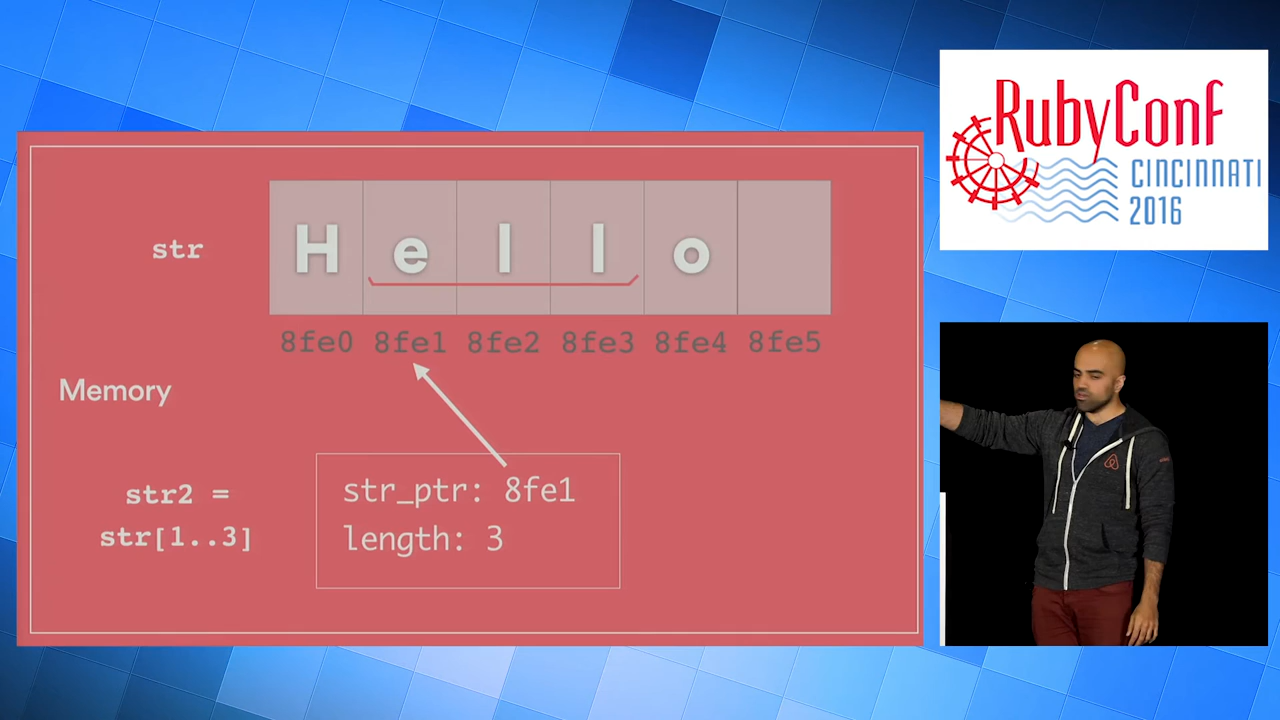 str
H e l l o
8fe0 8fe1 8fe2 8fe3 8fe4 8fe5
Memory
str2 =
str[1..3]
str_ptr: 8fe1
length: 3
RubyConf
CINCINNATI
2016